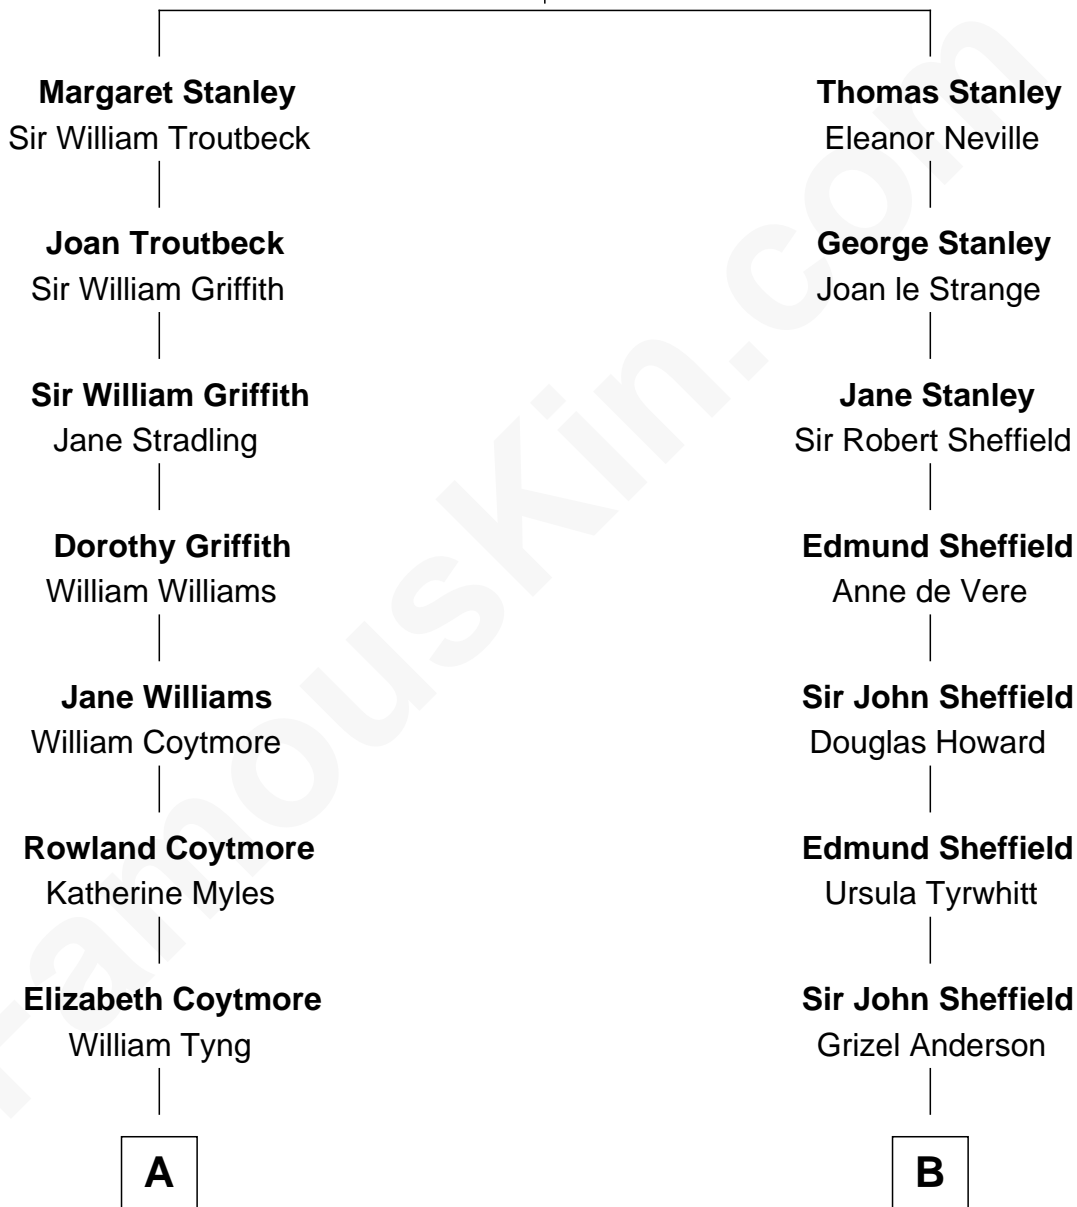 Margaret Stanley
Sir William Troutbeck
Thomas Stanley
Eleanor Neville
Joan Troutbeck
Sir William Griffith
George Stanley
Joan le Strange
Sir William Griffith
Jane Stradling
Jane Stanley
Sir Robert Sheffield
Dorothy Griffith
William Williams
Edmund Sheffield
Anne de Vere
Jane Williams
William Coytmore
Sir John Sheffield
Douglas Howard
Rowland Coytmore
Katherine Myles
Edmund Sheffield
Ursula Tyrwhitt
Elizabeth Coytmore
William Tyng
Sir John Sheffield
Grizel Anderson
A
B
FamousKin.com